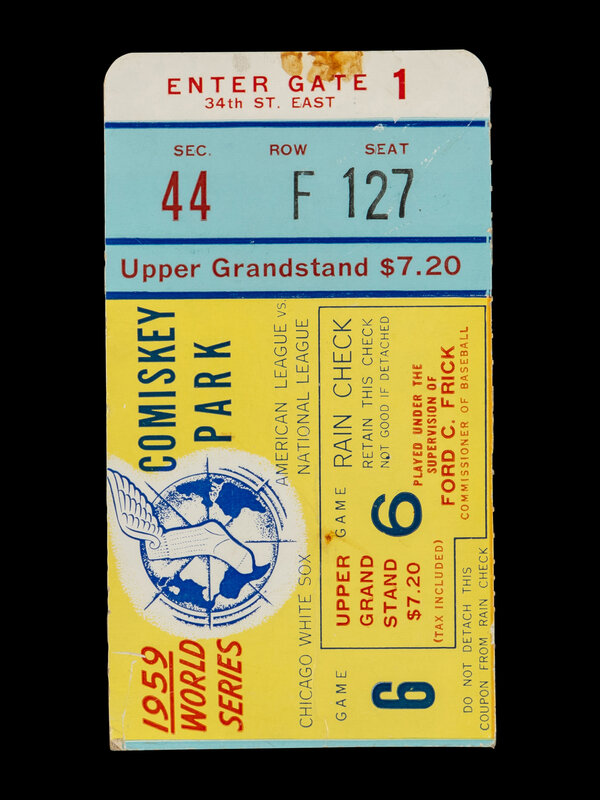 ENTER GATE 1
34th ST. EAST
SEC. ROW SEAT
44 F 127
Upper Grandstand $7.20
COMISKEY
PARK
1959
WORLD
SERIES
AMERICAN LEAGUE VS.
NATIONAL LEAGUE
CHICAGO WHITE SOX
RAIN CHECK
RETAIN THIS CHECK
NOT GOOD IF DETACHED
PLAYED UNDER THE
SUPERVISION OF
FORD C. FRICK
COMMISSIONER OF BASEBALL
GAME 6
UPPER
GRAND
STAND
$7.20
(TAX INCLUDED)
GAME 6
DO NOT DETACH THIS
COUPON FROM RAIN CHECK